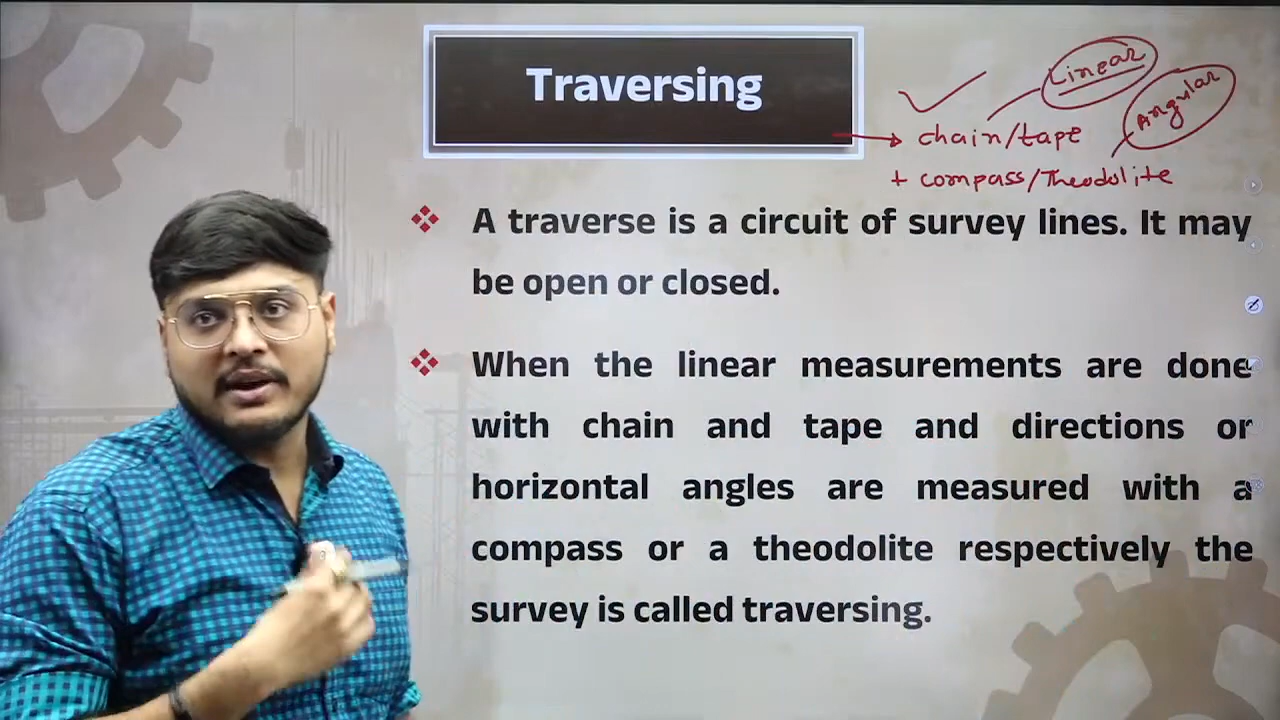 Traversing
Linear
Angular
chain/tape
+ compass/Theodolite
A traverse is a circuit of survey lines. It may
be open or closed.
When the linear measurements are done
with chain and tape and directions or
horizontal angles are measured with a
compass or a theodolite respectively the
survey is called traversing.